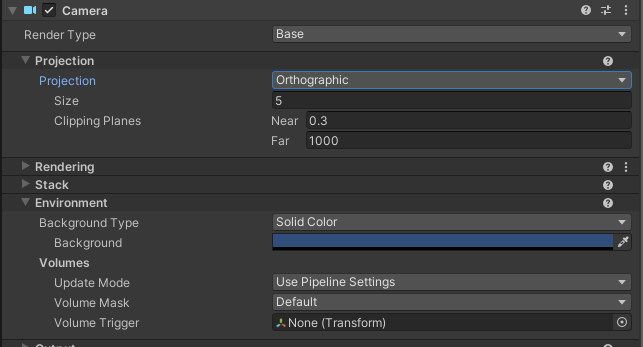 Camera
Render Type Base
Projection
Projection Orthographic
Size 5
Clipping Planes Near 0.3
Far 1000
Rendering
Stack
Environment
Background Type Solid Color
Background
Volumes
Update Mode Use Pipeline Settings
Volume Mask Default
Volume Trigger None (Transform)
Output